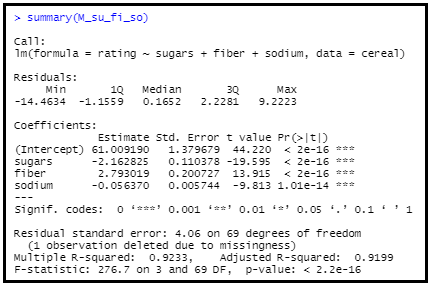 > summary(M_su_fi_so)
Call:
lm(formula = rating ~ sugars + fiber + sodium, data = cereal)
Residuals:
     Min       1Q   Median       3Q      Max
-14.4634  -1.1559   0.1652   2.2281   9.2223
Coefficients:
             Estimate Std. Error t value Pr(>|t|)
(Intercept) 61.009190   1.379679  44.220  < 2e-16 ***
sugars      -2.162825   0.110378 -19.595  < 2e-16 ***
fiber        2.793019   0.200727  13.915  < 2e-16 ***
sodium      -0.056370   0.005744  -9.813 1.01e-14 ***
---
Signif. codes:  0 ‘***’ 0.001 ‘**’ 0.01 ‘*’ 0.05 ‘.’ 0.1 ‘ ’ 1
Residual standard error: 4.06 on 69 degrees of freedom
  (1 observation deleted due to missingness)
Multiple R-squared:  0.9233,    Adjusted R-squared:  0.9199
F-statistic: 276.7 on 3 and 69 DF,  p-value: < 2.2e-16